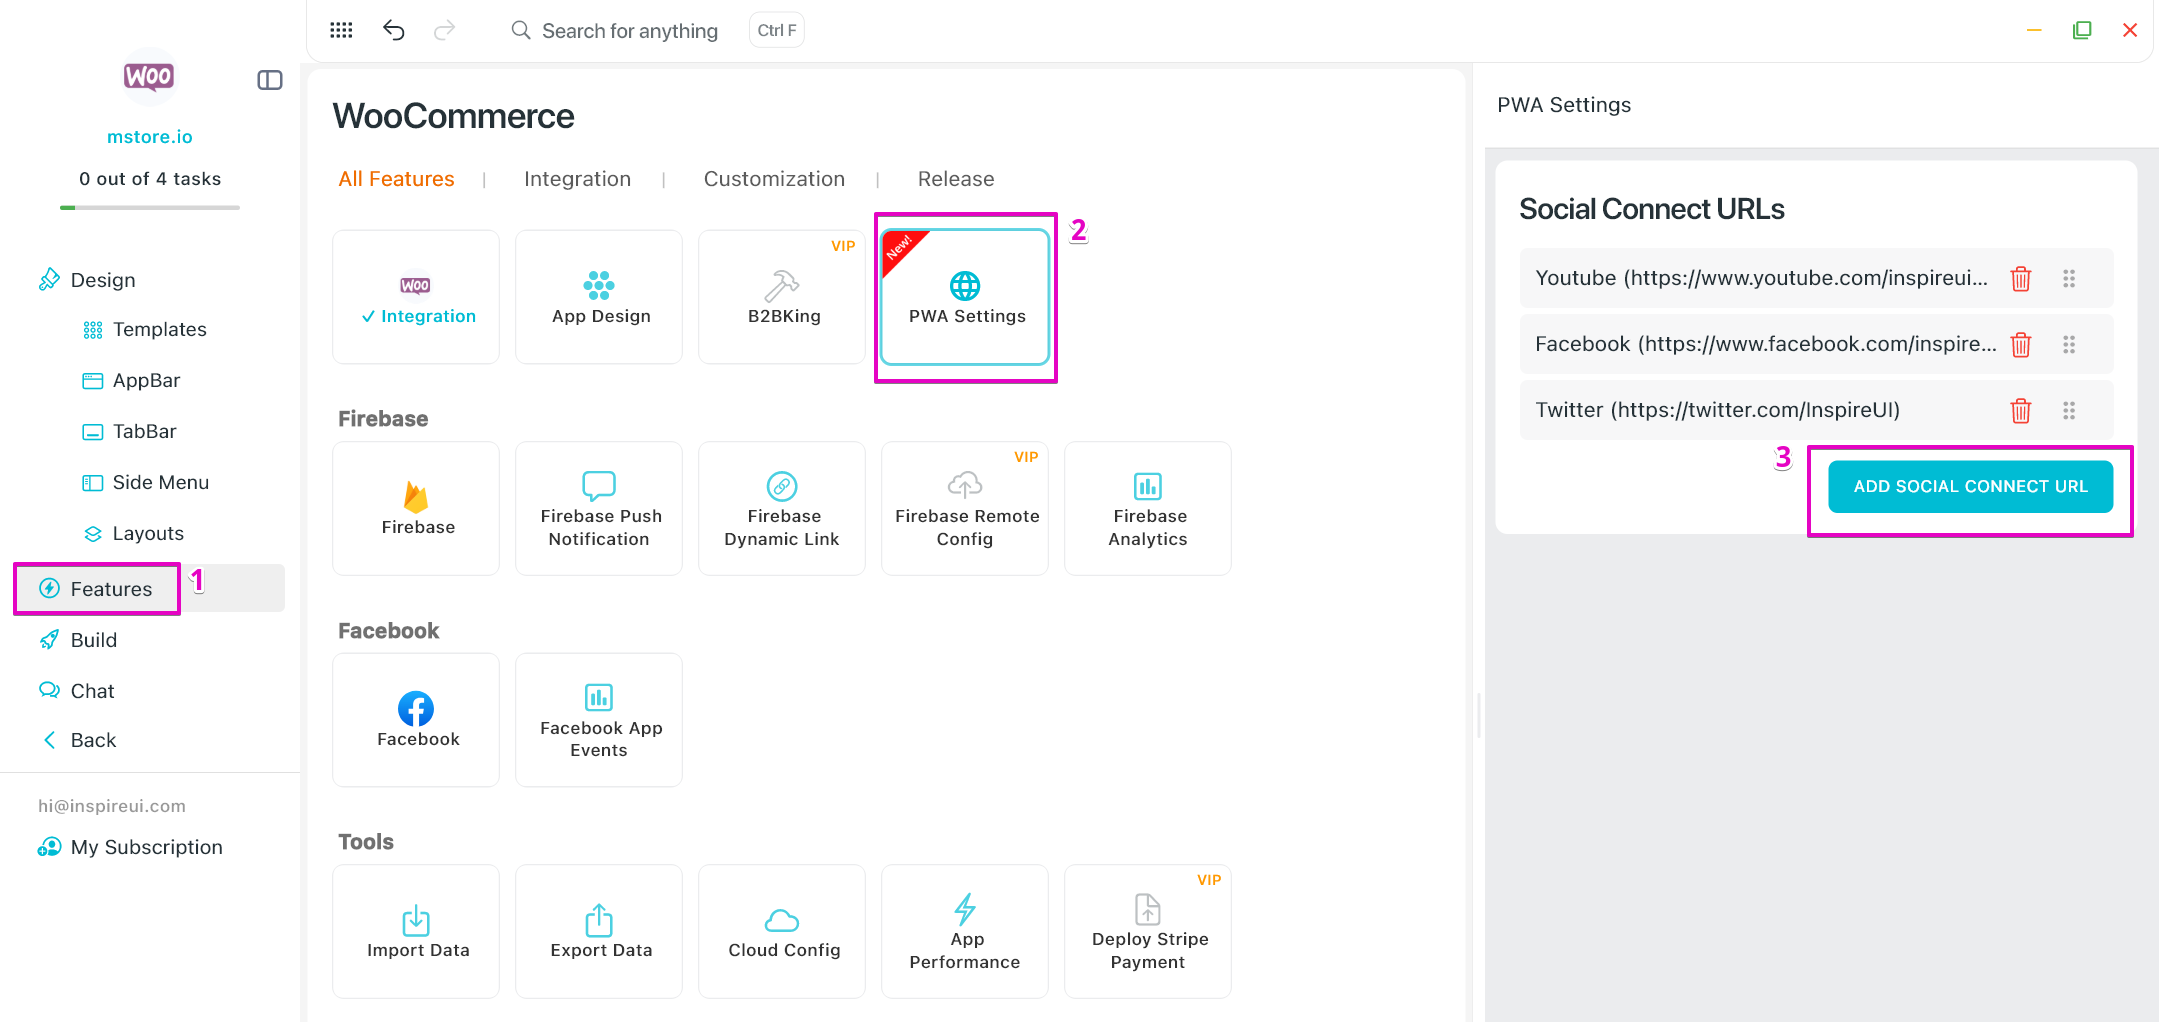 Search for anything
Ctrl F
WOO
mstore.io
0 out of 4 tasks
Design
Templates
AppBar
TabBar
Side Menu
Layouts
Features
1
Build
Chat
Back
hi@inspireui.com
My Subscription
WooCommerce
All Features | Integration | Customization | Release
WOO
✓ Integration
App Design
VIP
B2BKing
New!
PWA Settings
2
Firebase
Firebase
Firebase Push
Notification
Firebase
Dynamic Link
VIP
Firebase Remote
Config
Firebase
Analytics
Facebook
Facebook
Facebook App
Events
Tools
Import Data
Export Data
Cloud Config
App
Performance
VIP
Deploy Stripe
Payment
PWA Settings
Social Connect URLs
Youtube (https://www.youtube.com/inspireui...
Facebook (https://www.facebook.com/inspire...
Twitter (https://twitter.com/InspireUI)
3
ADD SOCIAL CONNECT URL